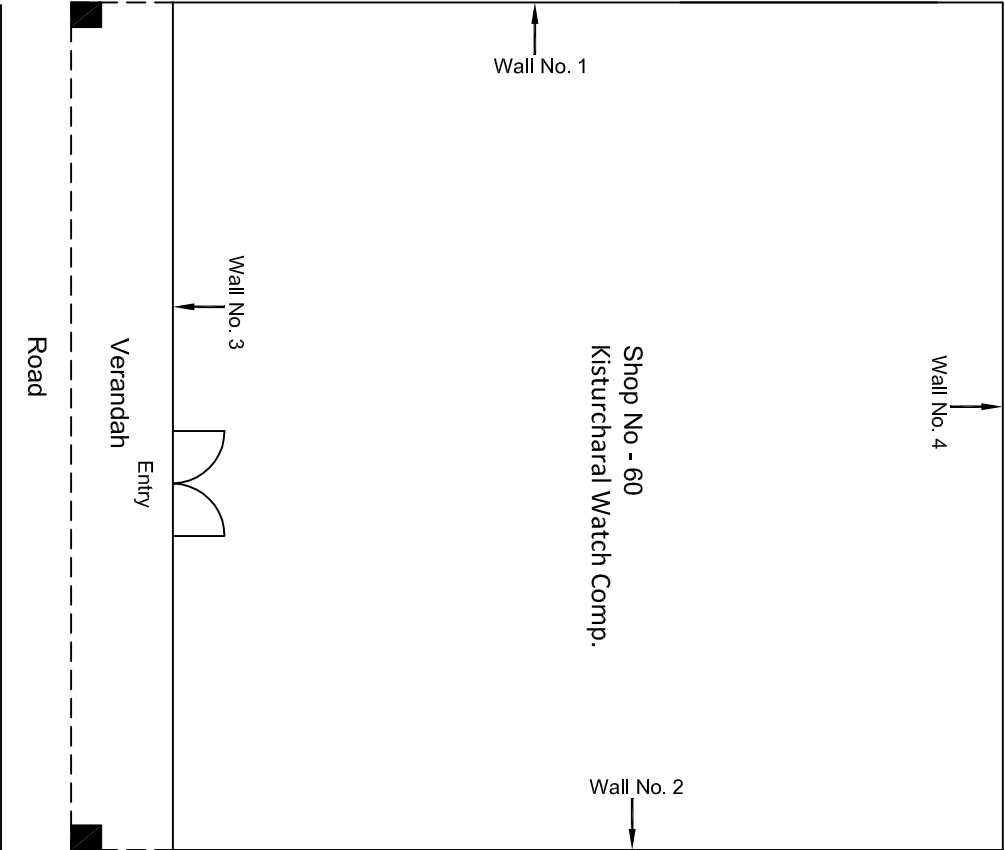 Wall No. 1
Wall No. 3
Wall No. 4
Shop No - 60
Kisturcharal Watch Comp.
Road
Verandah
Entry
Wall No. 2